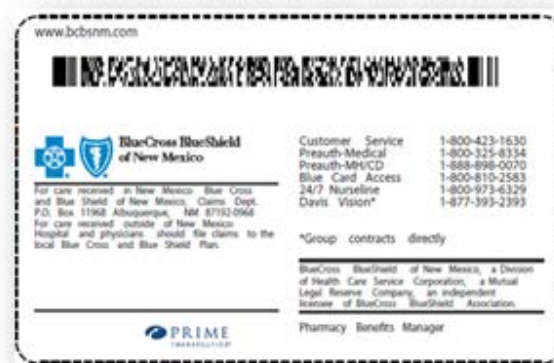 www.bcbsnm.com
BlueCross BlueShield
of New Mexico
For care received in New Mexico Blue Cross
and Blue Shield of New Mexico, Claims Dept.
P.O. Box 11968 Albuquerque, NM 87192-0968
For care received outside of New Mexico
Hospital and physicians should file claims to the
local Blue Cross and Blue Shield Plan.
PRIME
THERAPEUTICS
Customer Service 1-800-423-1630
Preauth-Medical 1-800-325-8334
Preauth-MH/CD 1-888-898-0070
Blue Card Access 1-800-810-2583
24/7 Nurseline 1-800-973-6329
Davis Vision* 1-877-393-2393
*Group contracts directly
BlueCross BlueShield of New Mexico, a Division
of Health Care Service Corporation, a Mutual
Legal Reserve Company, an independent
licensee of BlueCross BlueShield Association.
Pharmacy Benefits Manager